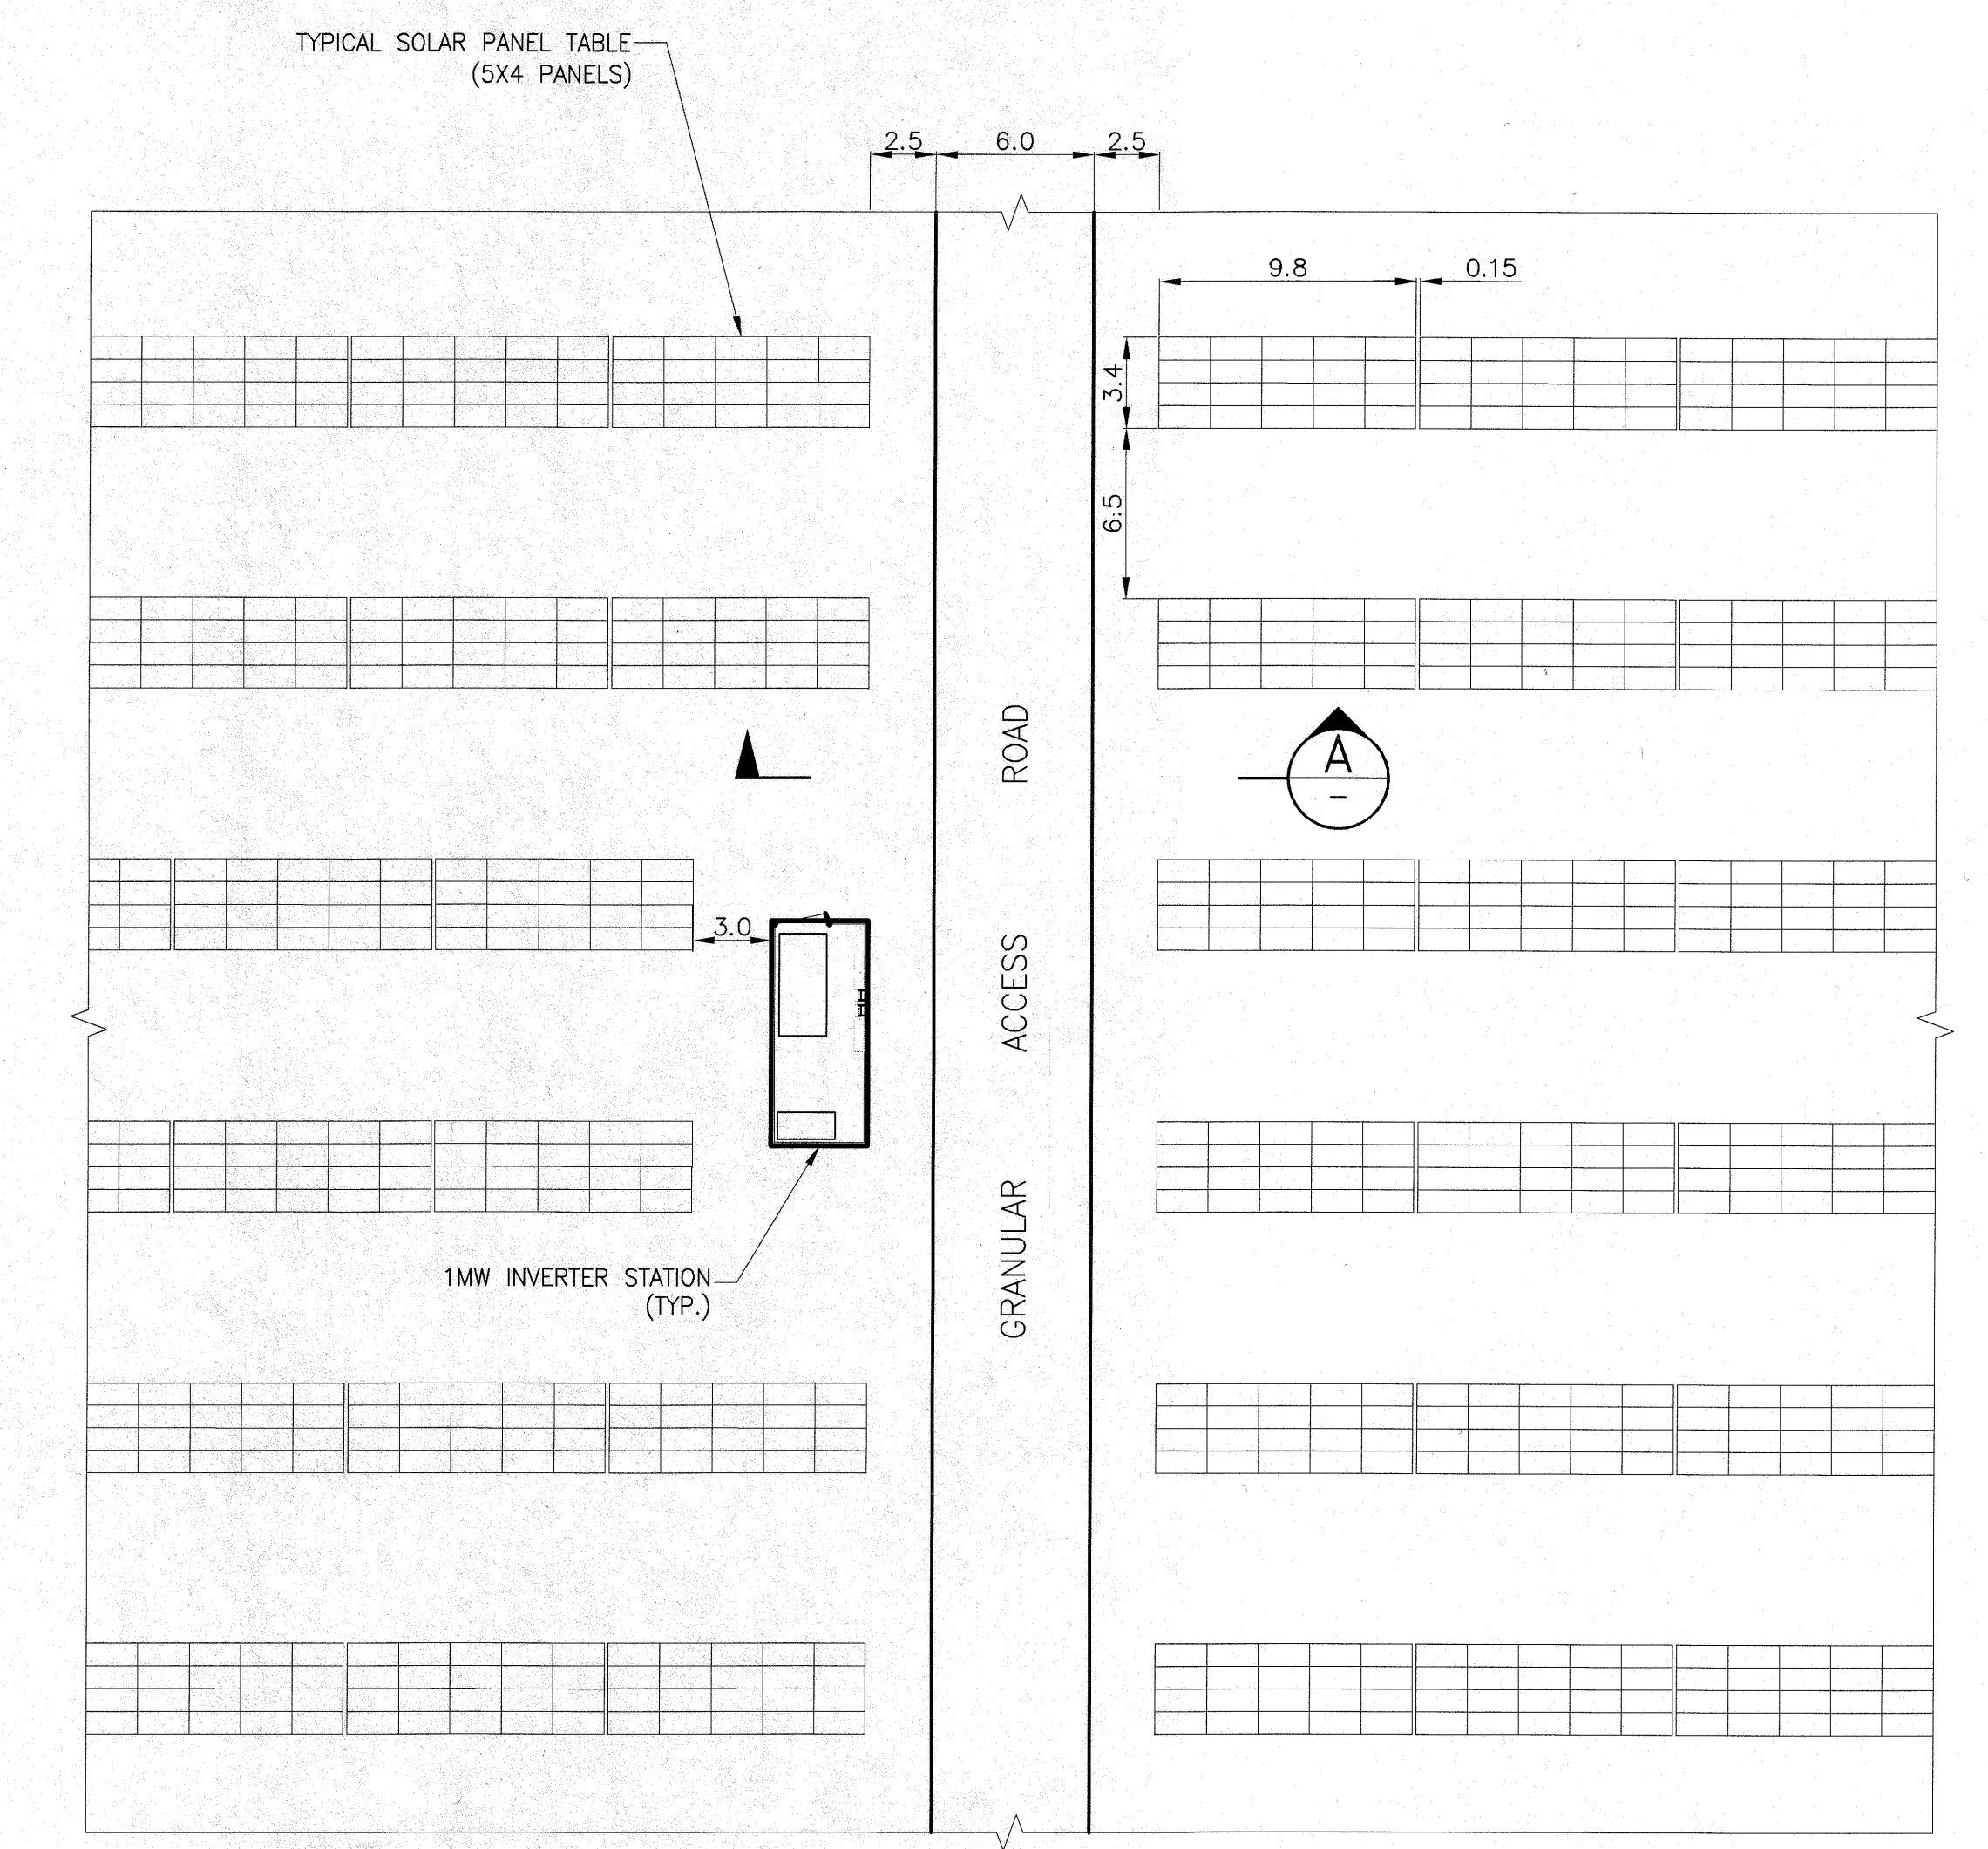 TYPICAL SOLAR PANEL TABLE
(5X4 PANELS)
2.5
6.0
2.5
9.8
0.15
3.4
6.5
A
-
3.0
GRANULAR ACCESS ROAD
1MW INVERTER STATION
(TYP.)